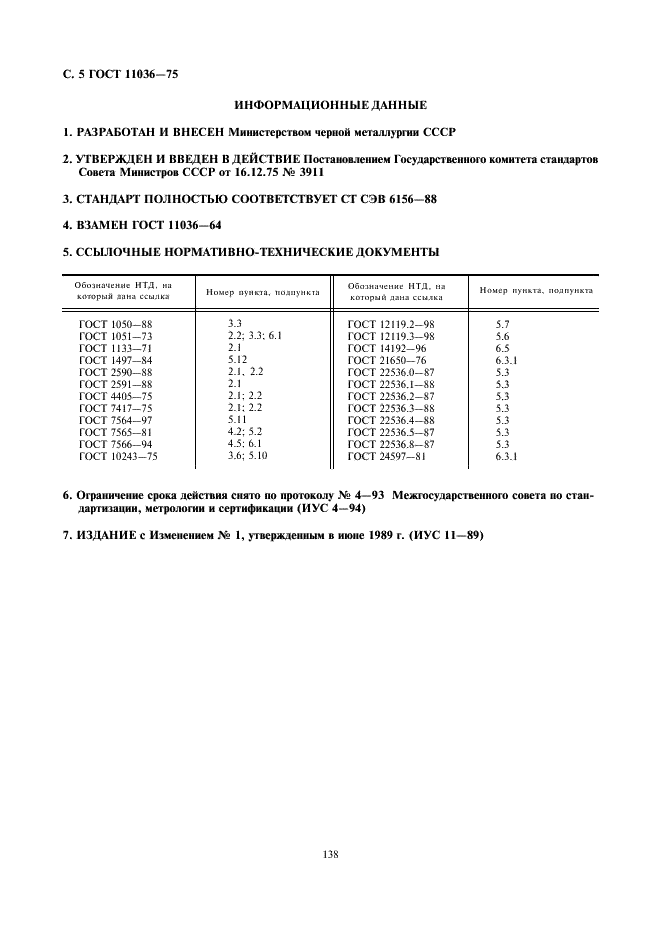 С. 5 ГОСТ 11036—75
ИНФОРМАЦИОННЫЕ ДАННЫЕ
1. РАЗРАБОТАН И ВНЕСЕН Министерством черной металлургии СССР
2. УТВЕРЖДЕН И ВВЕДЕН В ДЕЙСТВИЕ Постановлением Государственного комитета стандартов
Совета Министров СССР от 16.12.75 № 3911
3. СТАНДАРТ ПОЛНОСТЬЮ СООТВЕТСТВУЕТ СТ СЭВ 6156—88
4. ВЗАМЕН ГОСТ 11036—64
5. ССЫЛОЧНЫЕ НОРМАТИВНО-ТЕХНИЧЕСКИЕ ДОКУМЕНТЫ
Обозначение НТД, на который дана ссылка | Номер пункта, подпункта | Обозначение НТД, на который дана ссылка | Номер пункта, подпункта
ГОСТ 1050—88 3.3 ГОСТ 12119.2—98 5.7
ГОСТ 1051—73 2.2; 3.3; 6.1 ГОСТ 12119.3—98 5.6
ГОСТ 1133—71 2.1 ГОСТ 14192—96 6.5
ГОСТ 1497—84 5.12 ГОСТ 21650—76 6.3.1
ГОСТ 2590—88 2.1, 2.2 ГОСТ 22536.0—87 5.3
ГОСТ 2591—88 2.1 ГОСТ 22536.1—88 5.3
ГОСТ 4405—75 2.1; 2.2 ГОСТ 22536.2—87 5.3
ГОСТ 7417—75 2.1; 2.2 ГОСТ 22536.3—88 5.3
ГОСТ 7564—97 5.11 ГОСТ 22536.4—88 5.3
ГОСТ 7565—81 4.2; 5.2 ГОСТ 22536.5—87 5.3
ГОСТ 7566—94 4.5; 6.1 ГОСТ 22536.8—87 5.3
ГОСТ 10243—75 3.6; 5.10 ГОСТ 24597—81 6.3.1
6. Ограничение срока действия снято по протоколу № 4—93 Межгосударственного совета по стан-
дартизации, метрологии и сертификации (ИУС 4—94)
7. ИЗДАНИЕ с Изменением № 1, утвержденным в июне 1989 г. (ИУС 11—89)
138